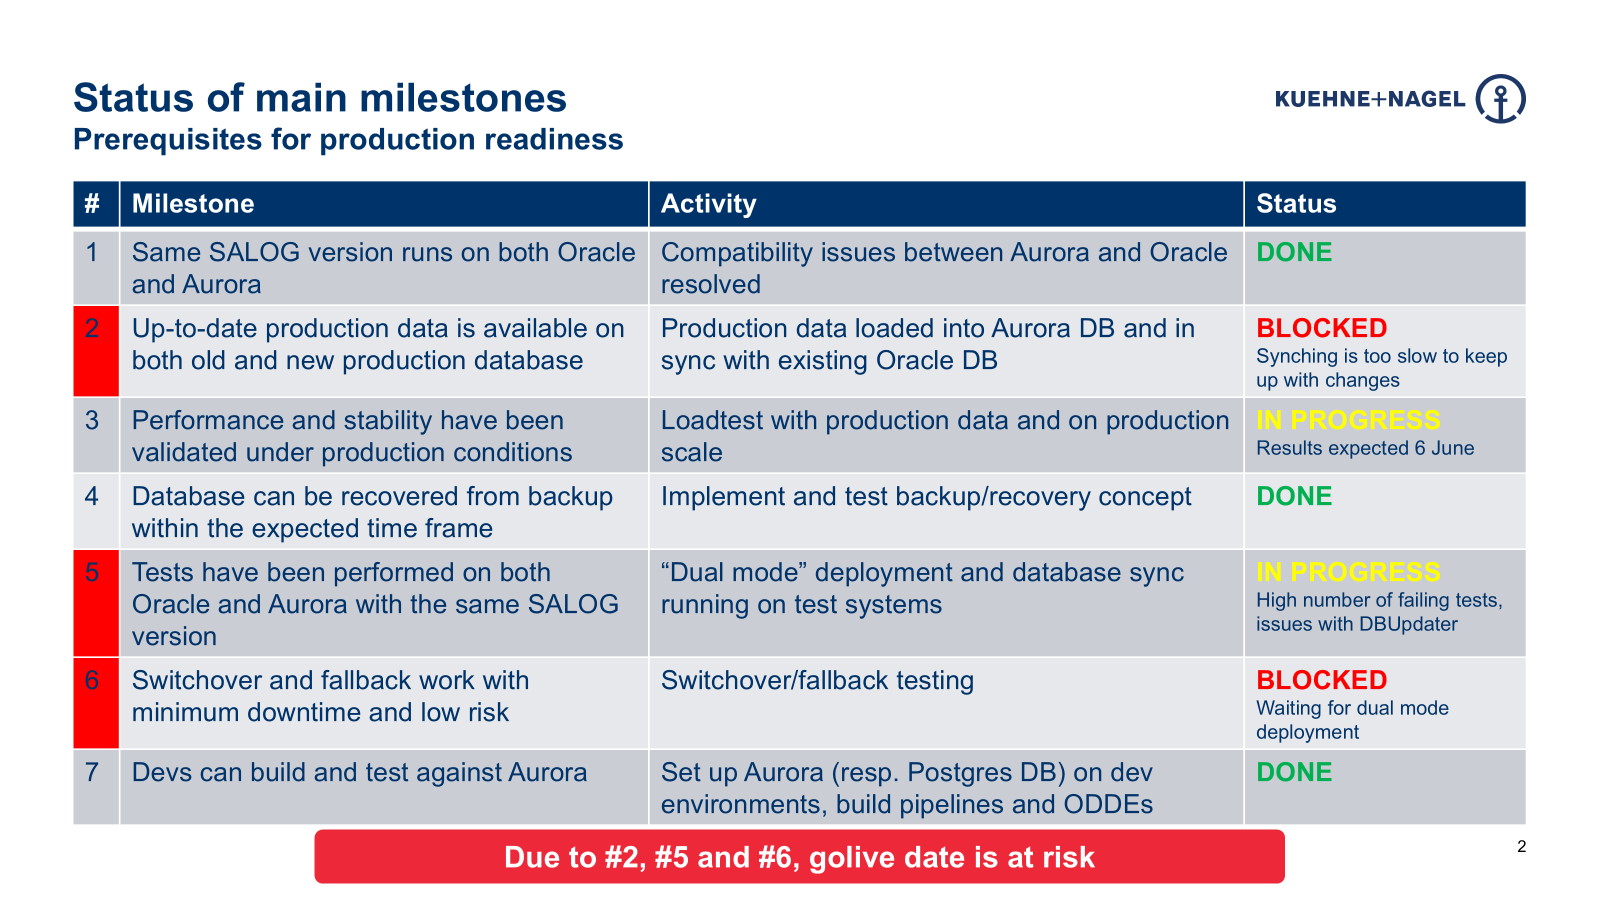 Status of main milestones
Prerequisites for production readiness
KUEHNE+NAGEL
# Milestone Activity Status
1 Same SALOG version runs on both Oracle and Aurora Compatibility issues between Aurora and Oracle resolved DONE
2 Up-to-date production data is available on both old and new production database Production data loaded into Aurora DB and in sync with existing Oracle DB BLOCKED Synching is too slow to keep up with changes
3 Performance and stability have been validated under production conditions Loadtest with production data and on production scale IN PROGRESS Results expected 6 June
4 Database can be recovered from backup within the expected time frame Implement and test backup/recovery concept DONE
5 Tests have been performed on both Oracle and Aurora with the same SALOG version “Dual mode” deployment and database sync running on test systems IN PROGRESS High number of failing tests, issues with DBUpdater
6 Switchover and fallback work with minimum downtime and low risk Switchover/fallback testing BLOCKED Waiting for dual mode deployment
7 Devs can build and test against Aurora Set up Aurora (resp. Postgres DB) on dev environments, build pipelines and ODDEs DONE
Due to #2, #5 and #6, golive date is at risk
2